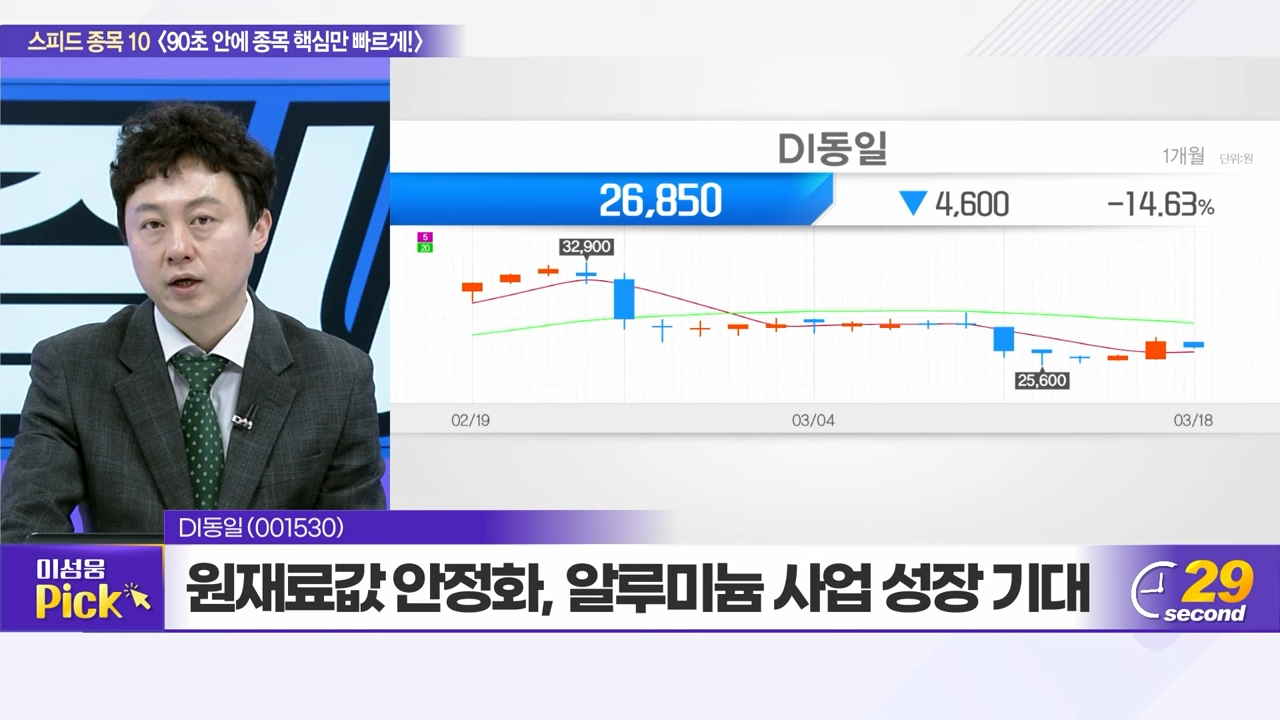 스피드 종목 10 〈90초 안에 종목 핵심만 빠르게!〉
DI동일
1개월 단위:원
26,850 ▼ 4,600 -14.63%
5
20
32,900
25,600
02/19 03/04 03/18
DI동일(001530)
이성웅
Pick
원재료값 안정화, 알루미늄 사업 성장 기대
29
second